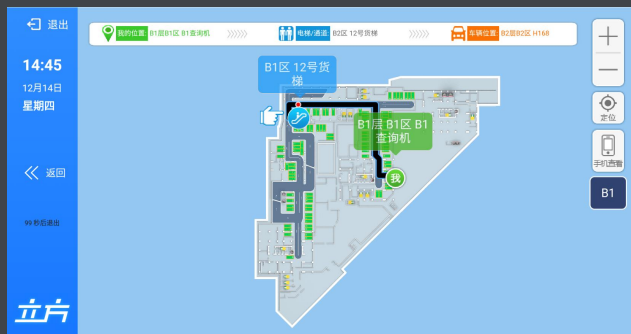 退出
14:45
12月14日
星期四
返回
99 秒后退出
立方
我的位置: B1层B1区 B1查询机
电梯/通道: B2区 12号货梯
车辆位置: B2层B2区 H168
B1区 12号货
梯
B1层 B1区 B1
查询机
我
定位
手机查看
B1